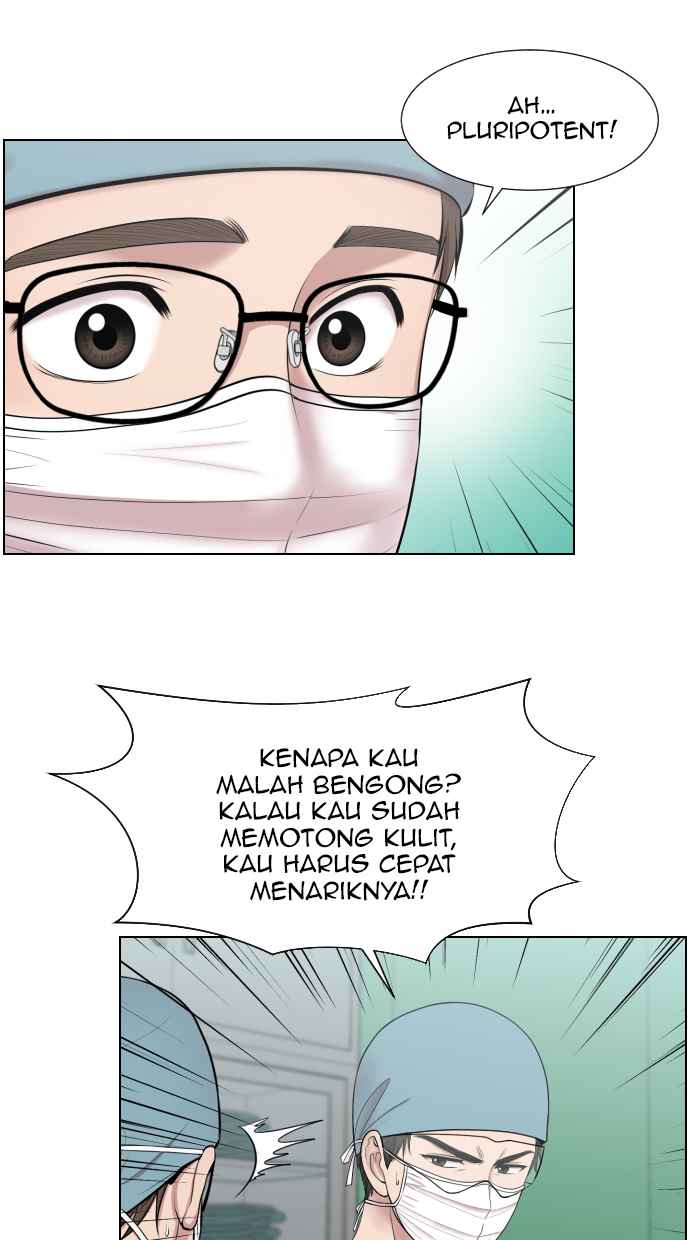 AH...
PLURIPOTENT!
KENAPA KAU
MALAH BENGONG?
KALAU KAU SUDAH
MEMOTONG KULIT,
KAU HARUS CEPAT
MENARIKNYA!!